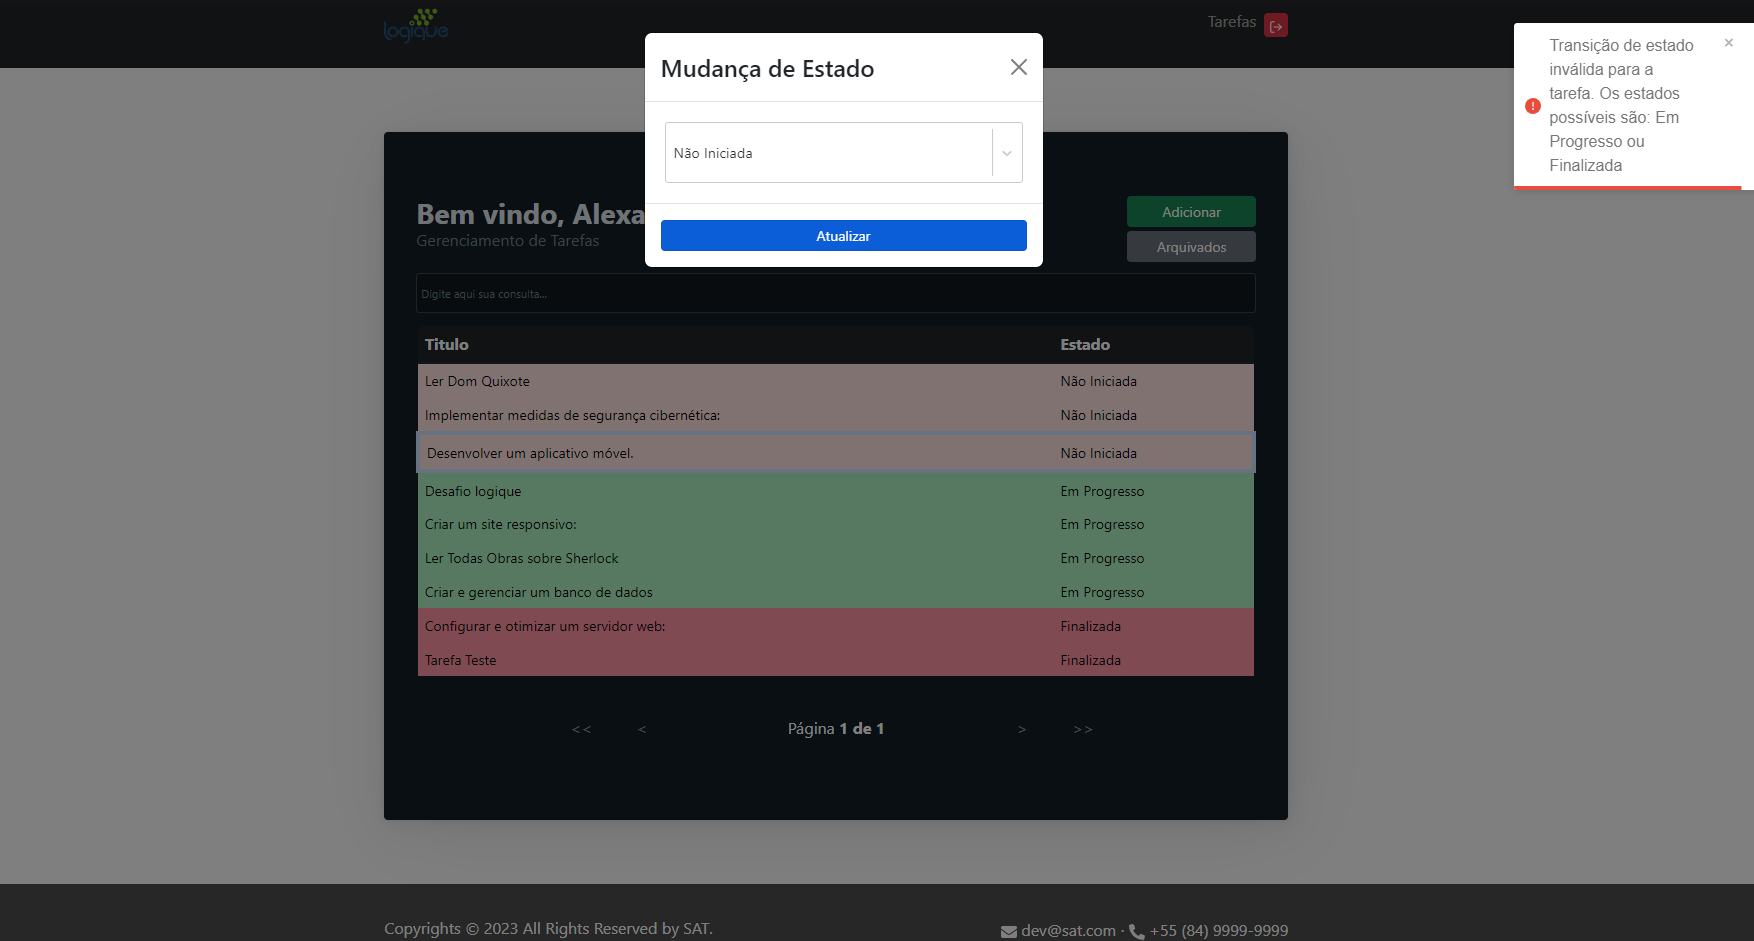 logique
Tarefas
Transição de estado
inválida para a
tarefa. Os estados
possíveis são: Em
Progresso ou
Finalizada
Mudança de Estado
Não Iniciada
Atualizar
Bem vindo, Alexa
Gerenciamento de Tarefas
Adicionar
Arquivados
Digite aqui sua consulta...
Titulo Estado
Ler Dom Quixote Não Iniciada
Implementar medidas de segurança cibernética: Não Iniciada
Desenvolver um aplicativo móvel. Não Iniciada
Desafio logique Em Progresso
Criar um site responsivo: Em Progresso
Ler Todas Obras sobre Sherlock Em Progresso
Criar e gerenciar um banco de dados Em Progresso
Configurar e otimizar um servidor web: Finalizada
Tarefa Teste Finalizada
<< < Página 1 de 1 > >>
Copyrights © 2023 All Rights Reserved by SAT.
dev@sat.com · +55 (84) 9999-9999